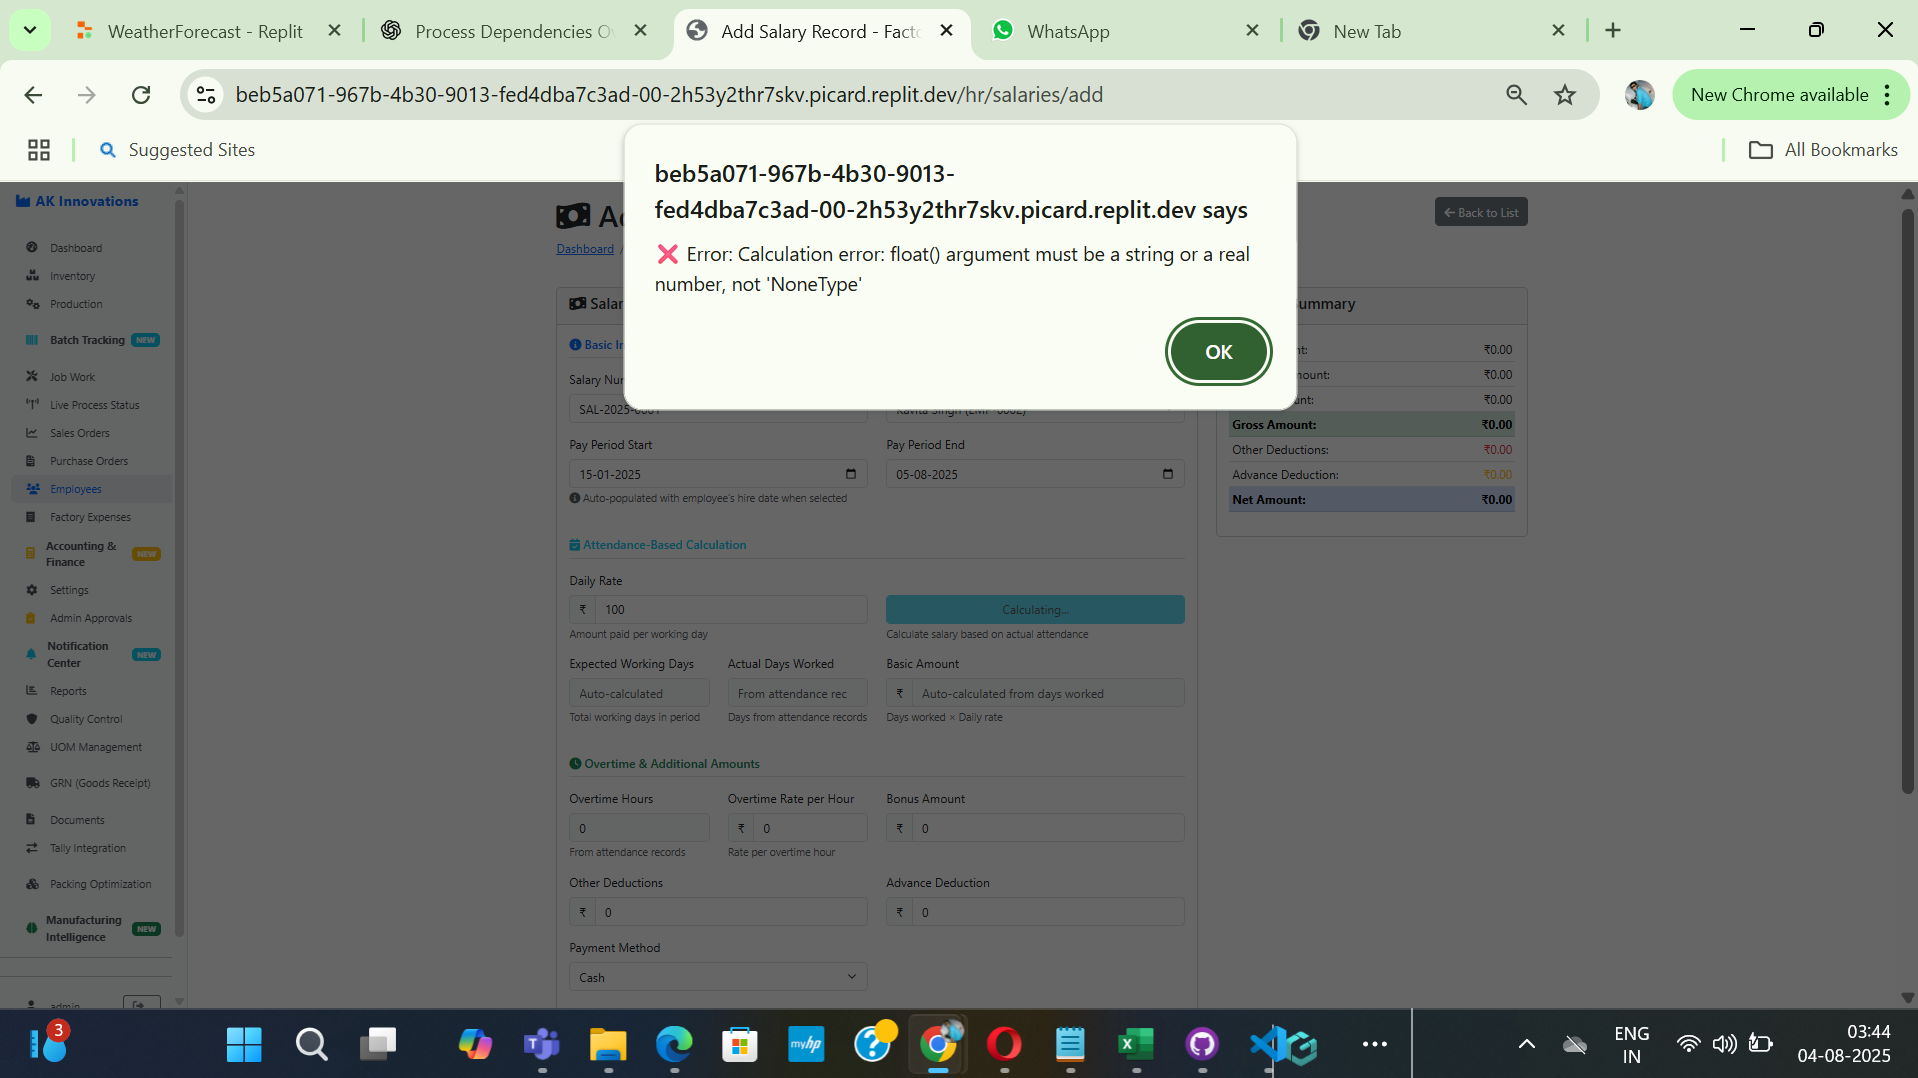 WeatherForecast - Replit
Process Dependencies Ov
Add Salary Record - Facto
WhatsApp
New Tab
beb5a071-967b-4b30-9013-fed4dba7c3ad-00-2h53y2thr7skv.picard.replit.dev/hr/salaries/add
New Chrome available
Suggested Sites
All Bookmarks
beb5a071-967b-4b30-9013-
fed4dba7c3ad-00-2h53y2thr7skv.picard.replit.dev says
❌ Error: Calculation error: float() argument must be a string or a real
number, not 'NoneType'
OK
AK Innovations
Dashboard
Inventory
Production
Batch Tracking NEW
Job Work
Live Process Status
Sales Orders
Purchase Orders
Employees
Factory Expenses
Accounting &
Finance
NEW
Settings
Admin Approvals
Notification
Center
NEW
Reports
Quality Control
UOM Management
GRN (Goods Receipt)
Documents
Tally Integration
Packing Optimization
Manufacturing
Intelligence
NEW
admin
Dashboard /
← Back to List
Salar
Basic In
Salary Nu
SAL-2025-0001
Kavita Singh (EMP-0002)
Pay Period Start
Pay Period End
15-01-2025
05-08-2025
Auto-populated with employee's hire date when selected
Attendance-Based Calculation
Daily Rate
₹ 100
Calculating...
Amount paid per working day
Calculate salary based on actual attendance
Expected Working Days
Actual Days Worked
Basic Amount
Auto-calculated
From attendance rec
₹ Auto-calculated from days worked
Total working days in period
Days from attendance records
Days worked × Daily rate
Overtime & Additional Amounts
Overtime Hours
Overtime Rate per Hour
Bonus Amount
0
₹ 0
₹ 0
From attendance records
Rate per overtime hour
Other Deductions
Advance Deduction
₹ 0
₹ 0
Payment Method
Cash
ummary
nt: ₹0.00
ount: ₹0.00
unt: ₹0.00
Gross Amount: ₹0.00
Other Deductions: ₹0.00
Advance Deduction: ₹0.00
Net Amount: ₹0.00
3
myhp
ENG
IN
03:44
04-08-2025